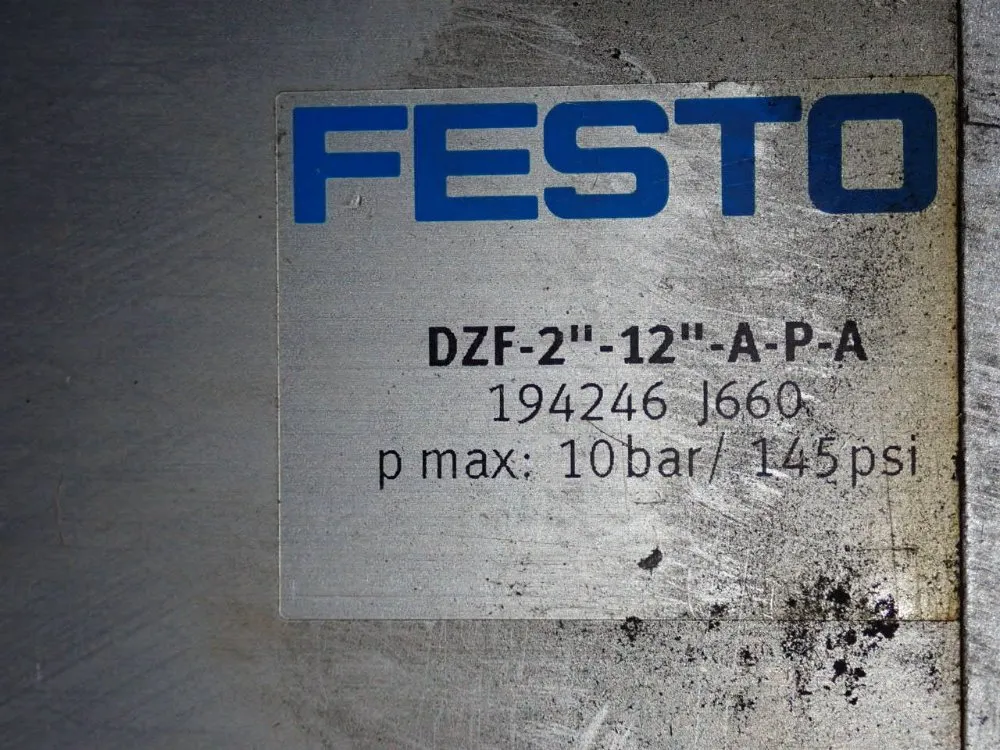 FESTO
DZF-2"-12"-A-P-A
194246 J660
p max: 10bar/ 145psi